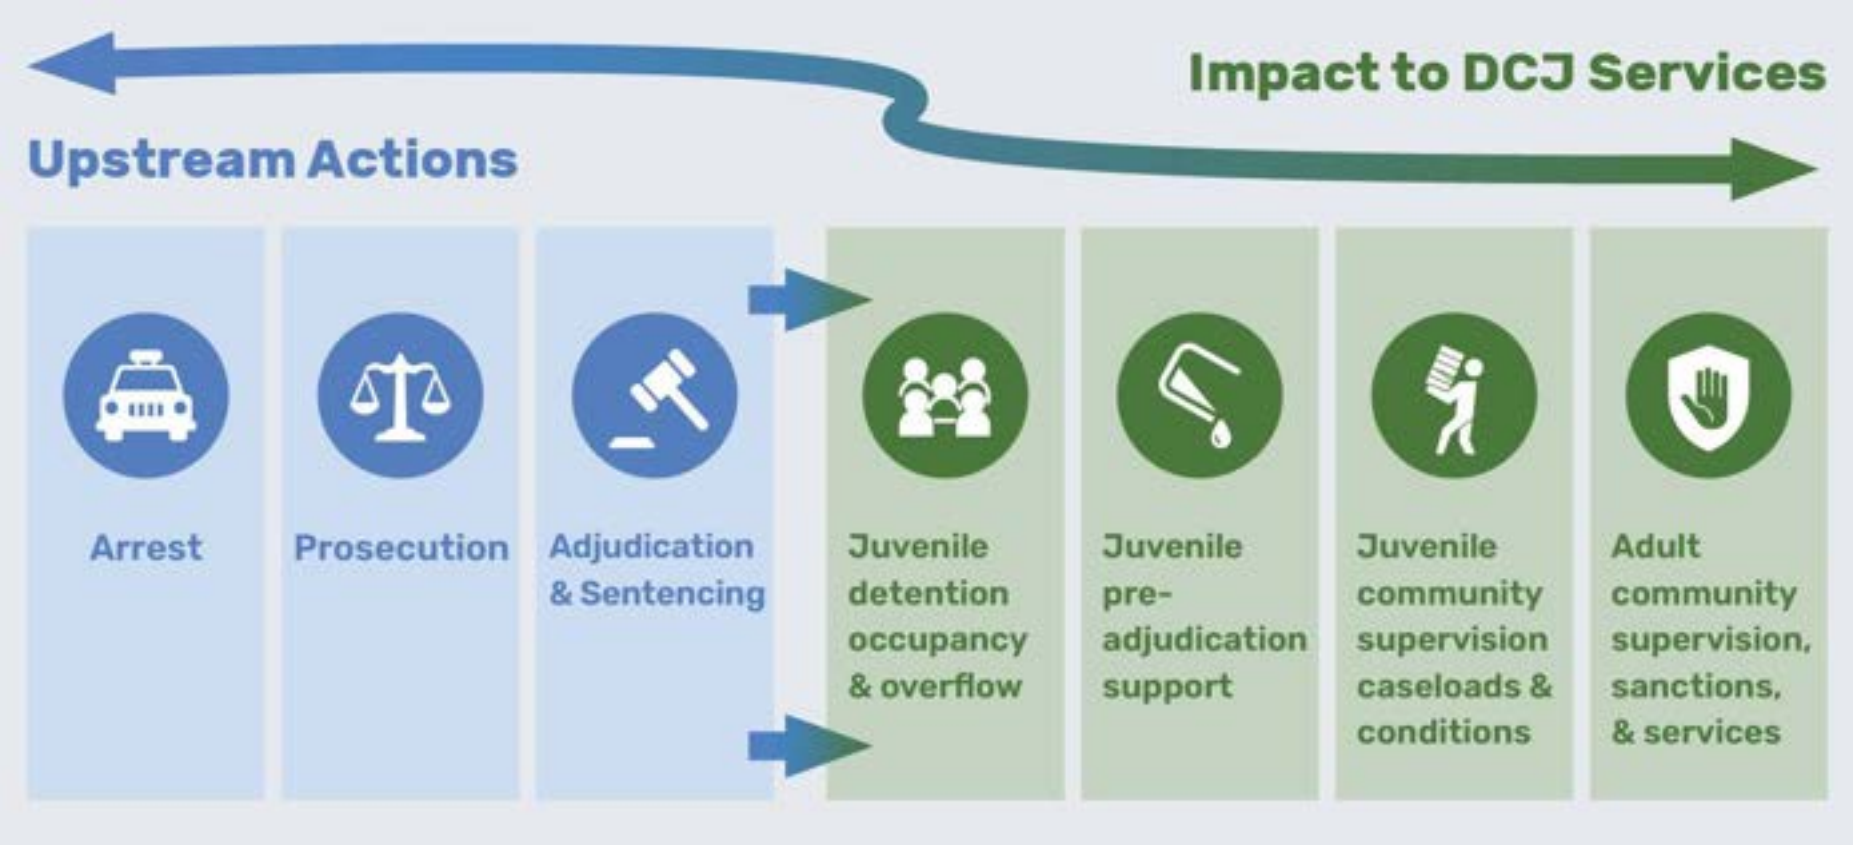 Impact to DCJ Services
Upstream Actions
Arrest
Prosecution
Adjudication
& Sentencing
Juvenile
detention
occupancy
& overflow
Juvenile
pre-
adjudication
support
Juvenile
community
supervision
caseloads &
conditions
Adult
community
supervision,
sanctions,
& services